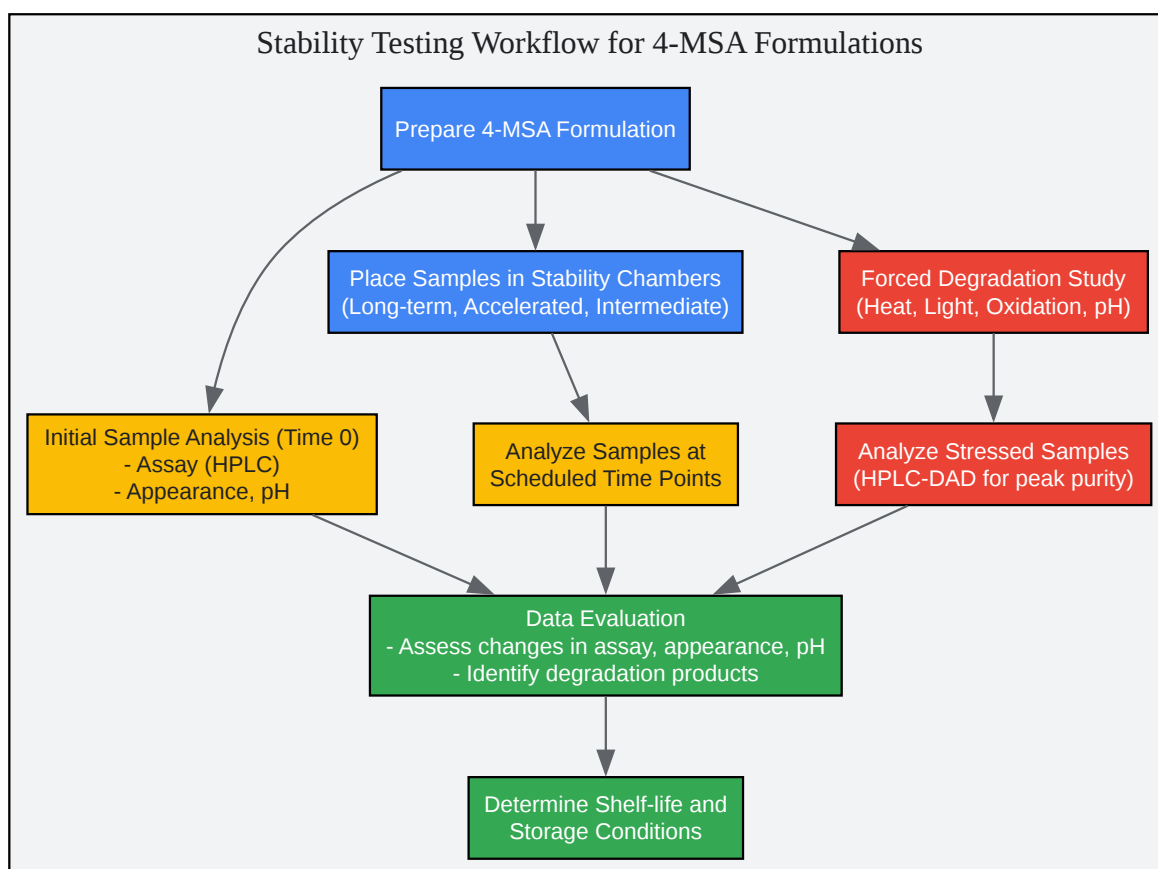 Stability Testing Workflow for 4-MSA Formulations
Prepare 4-MSA Formulation
Place Samples in Stability Chambers
(Long-term, Accelerated, Intermediate)
Forced Degradation Study
(Heat, Light, Oxidation, pH)
Initial Sample Analysis (Time 0)
- Assay (HPLC)
- Appearance, pH
Analyze Samples at
Scheduled Time Points
Analyze Stressed Samples
(HPLC-DAD for peak purity)
Data Evaluation
- Assess changes in assay, appearance, pH
- Identify degradation products
Determine Shelf-life and
Storage Conditions